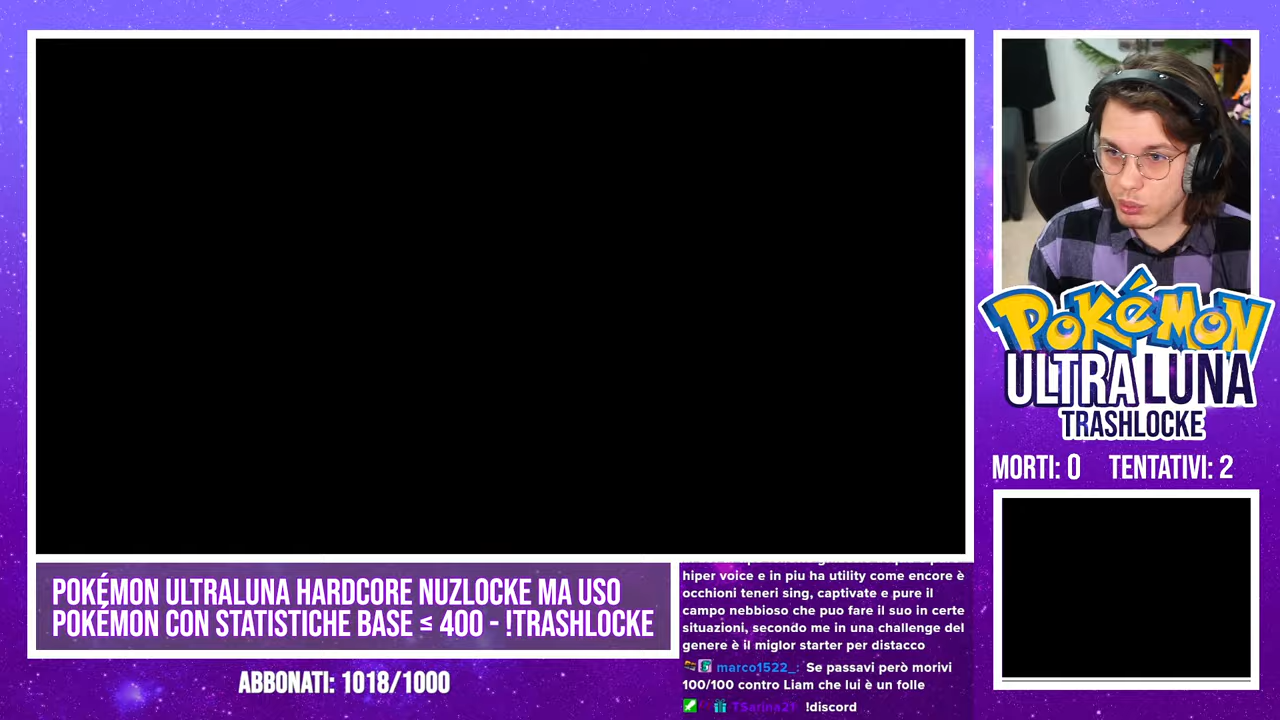 POKÉMON
ULTRALUNA
TRASHLOCKE
MORTI: 0 TENTATIVI: 2
POKÉMON ULTRALUNA HARDCORE NUZLOCKE MA USO
POKÉMON CON STATISTICHE BASE ≤ 400 - !TRASHLOCKE
ABBONATI: 1018/1000
hiper voice e in piu ha utility come encore è
occhioni teneri sing, captivate e pure il
campo nebbioso che puo fare il suo in certe
situazioni, secondo me in una challenge del
genere è il miglor starter per distacco
marco1522_: Se passavi però morivi
100/100 contro Liam che lui è un folle
TSarina21 !discord